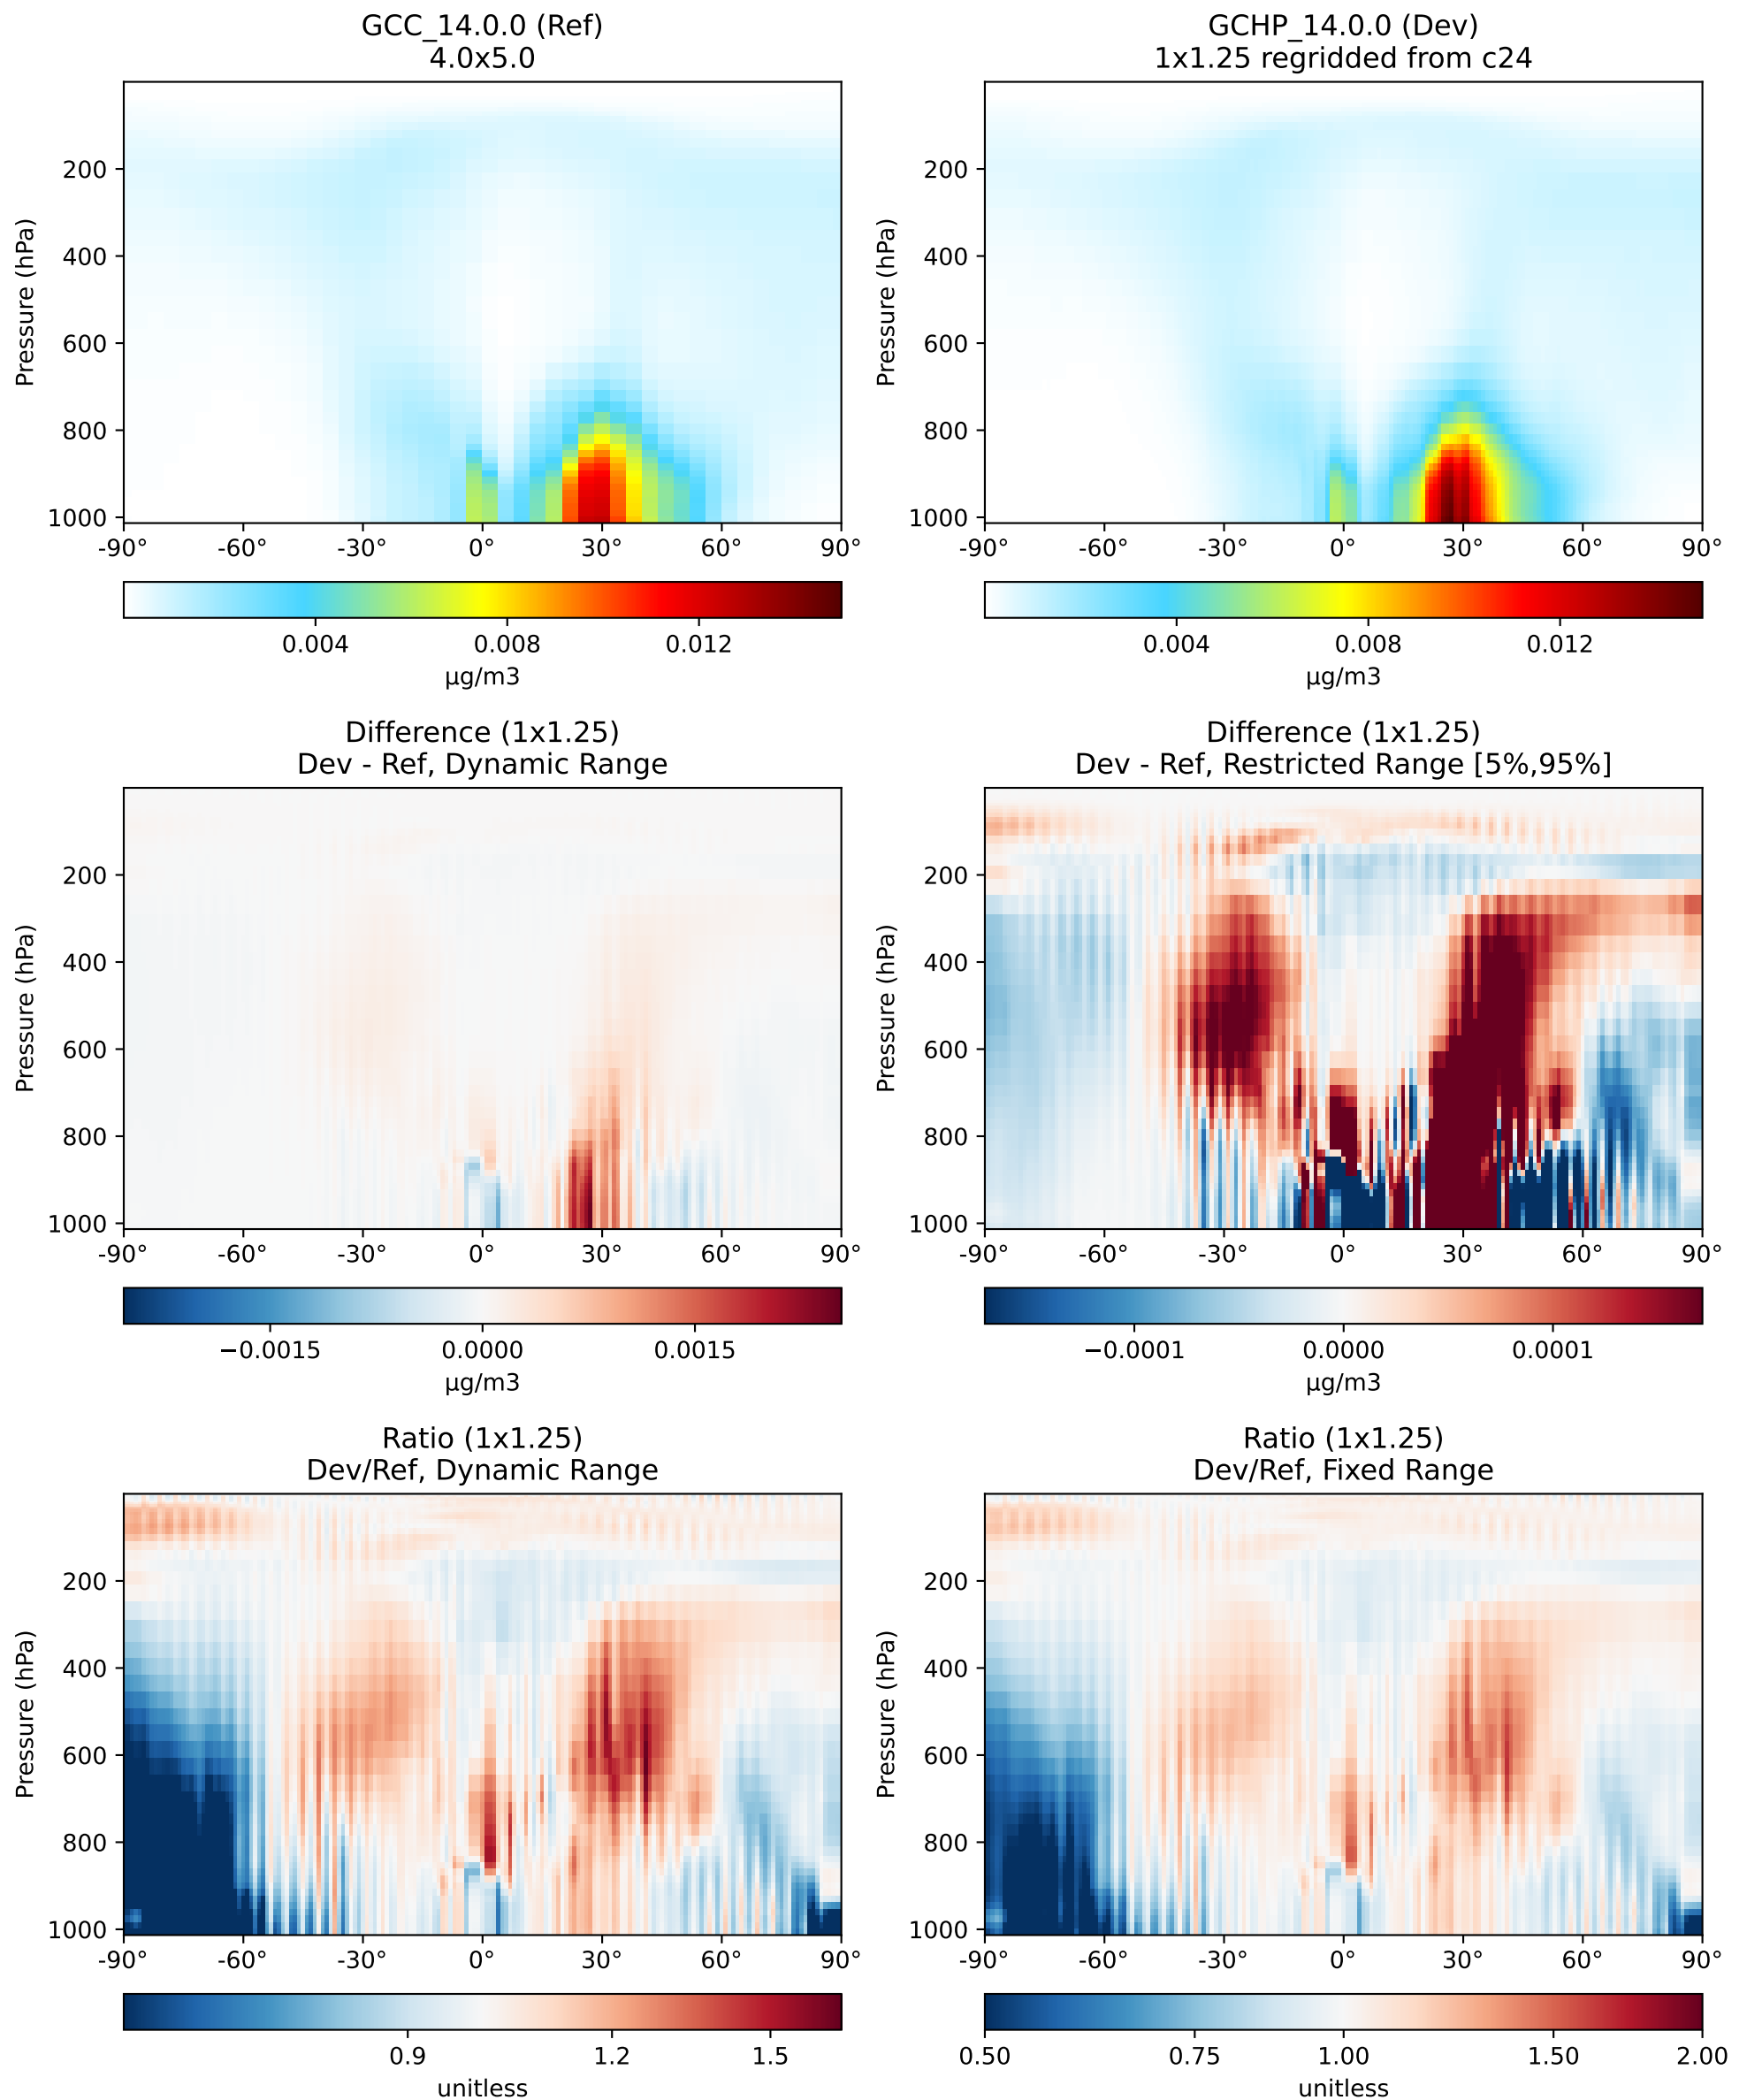 GCC_14.0.0 (Ref)
4.0x5.0
Pressure (hPa)
200
400
600
800
1000
-90° -60° -30° 0° 30° 60° 90°
0.004 0.008 0.012
µg/m3
GCHP_14.0.0 (Dev)
1x1.25 regridded from c24
Pressure (hPa)
200
400
600
800
1000
-90° -60° -30° 0° 30° 60° 90°
0.004 0.008 0.012
µg/m3
Difference (1x1.25)
Dev - Ref, Dynamic Range
Pressure (hPa)
200
400
600
800
1000
-90° -60° -30° 0° 30° 60° 90°
−0.0015 0.0000 0.0015
µg/m3
Difference (1x1.25)
Dev - Ref, Restricted Range [5%,95%]
Pressure (hPa)
200
400
600
800
1000
-90° -60° -30° 0° 30° 60° 90°
−0.0001 0.0000 0.0001
µg/m3
Ratio (1x1.25)
Dev/Ref, Dynamic Range
Pressure (hPa)
200
400
600
800
1000
-90° -60° -30° 0° 30° 60° 90°
0.9 1.2 1.5
unitless
Ratio (1x1.25)
Dev/Ref, Fixed Range
Pressure (hPa)
200
400
600
800
1000
-90° -60° -30° 0° 30° 60° 90°
0.50 0.75 1.00 1.50 2.00
unitless